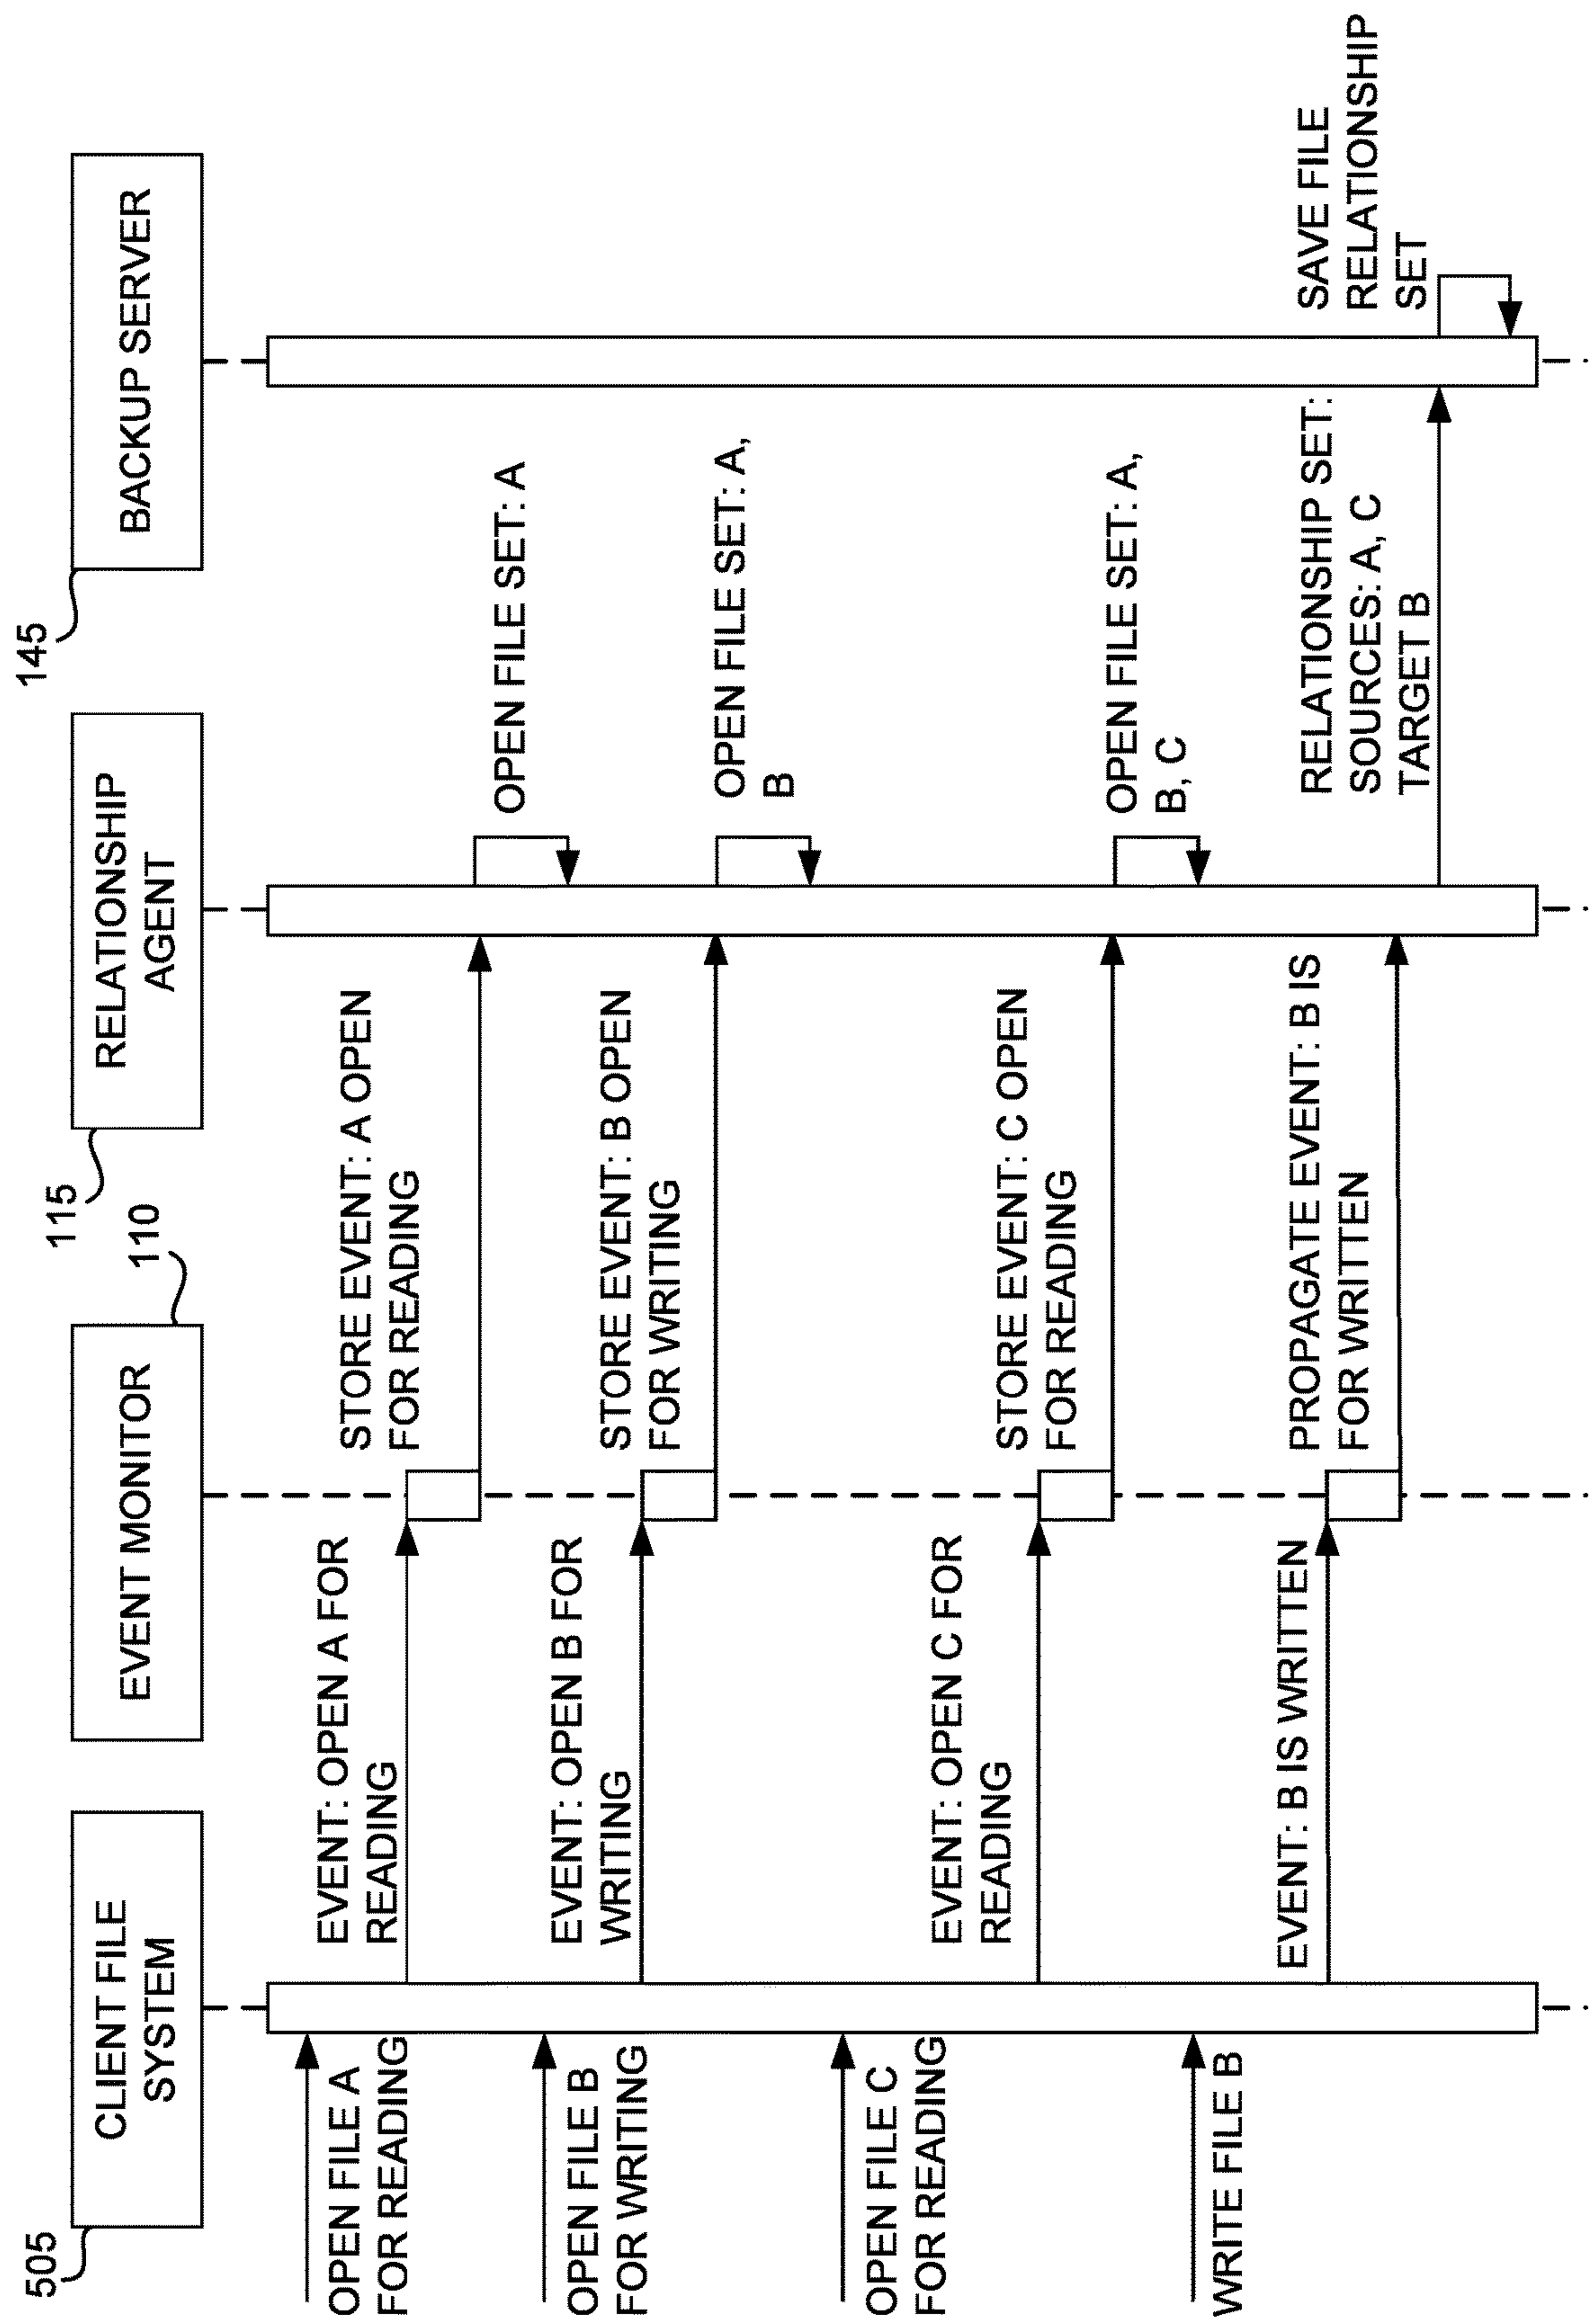 505
CLIENT FILE
SYSTEM
EVENT MONITOR
110
115
RELATIONSHIP
AGENT
145
BACKUP SERVER
OPEN FILE A
FOR READING
EVENT: OPEN A FOR
READING
STORE EVENT: A OPEN
FOR READING
OPEN FILE SET: A
OPEN FILE B
FOR WRITING
EVENT: OPEN B FOR
WRITING
STORE EVENT: B OPEN
FOR WRITING
OPEN FILE SET: A,
B
OPEN FILE C
FOR READING
EVENT: OPEN C FOR
READING
STORE EVENT: C OPEN
FOR READING
OPEN FILE SET: A,
B, C
WRITE FILE B
EVENT: B IS WRITTEN
PROPAGATE EVENT: B IS
FOR WRITTEN
RELATIONSHIP SET:
SOURCES: A, C
TARGET B
SAVE FILE
RELATIONSHIP
SET